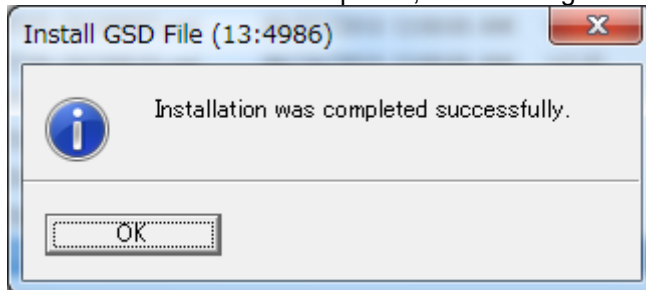 Install GSD File (13:4986)
Installation was completed successfully.
OK